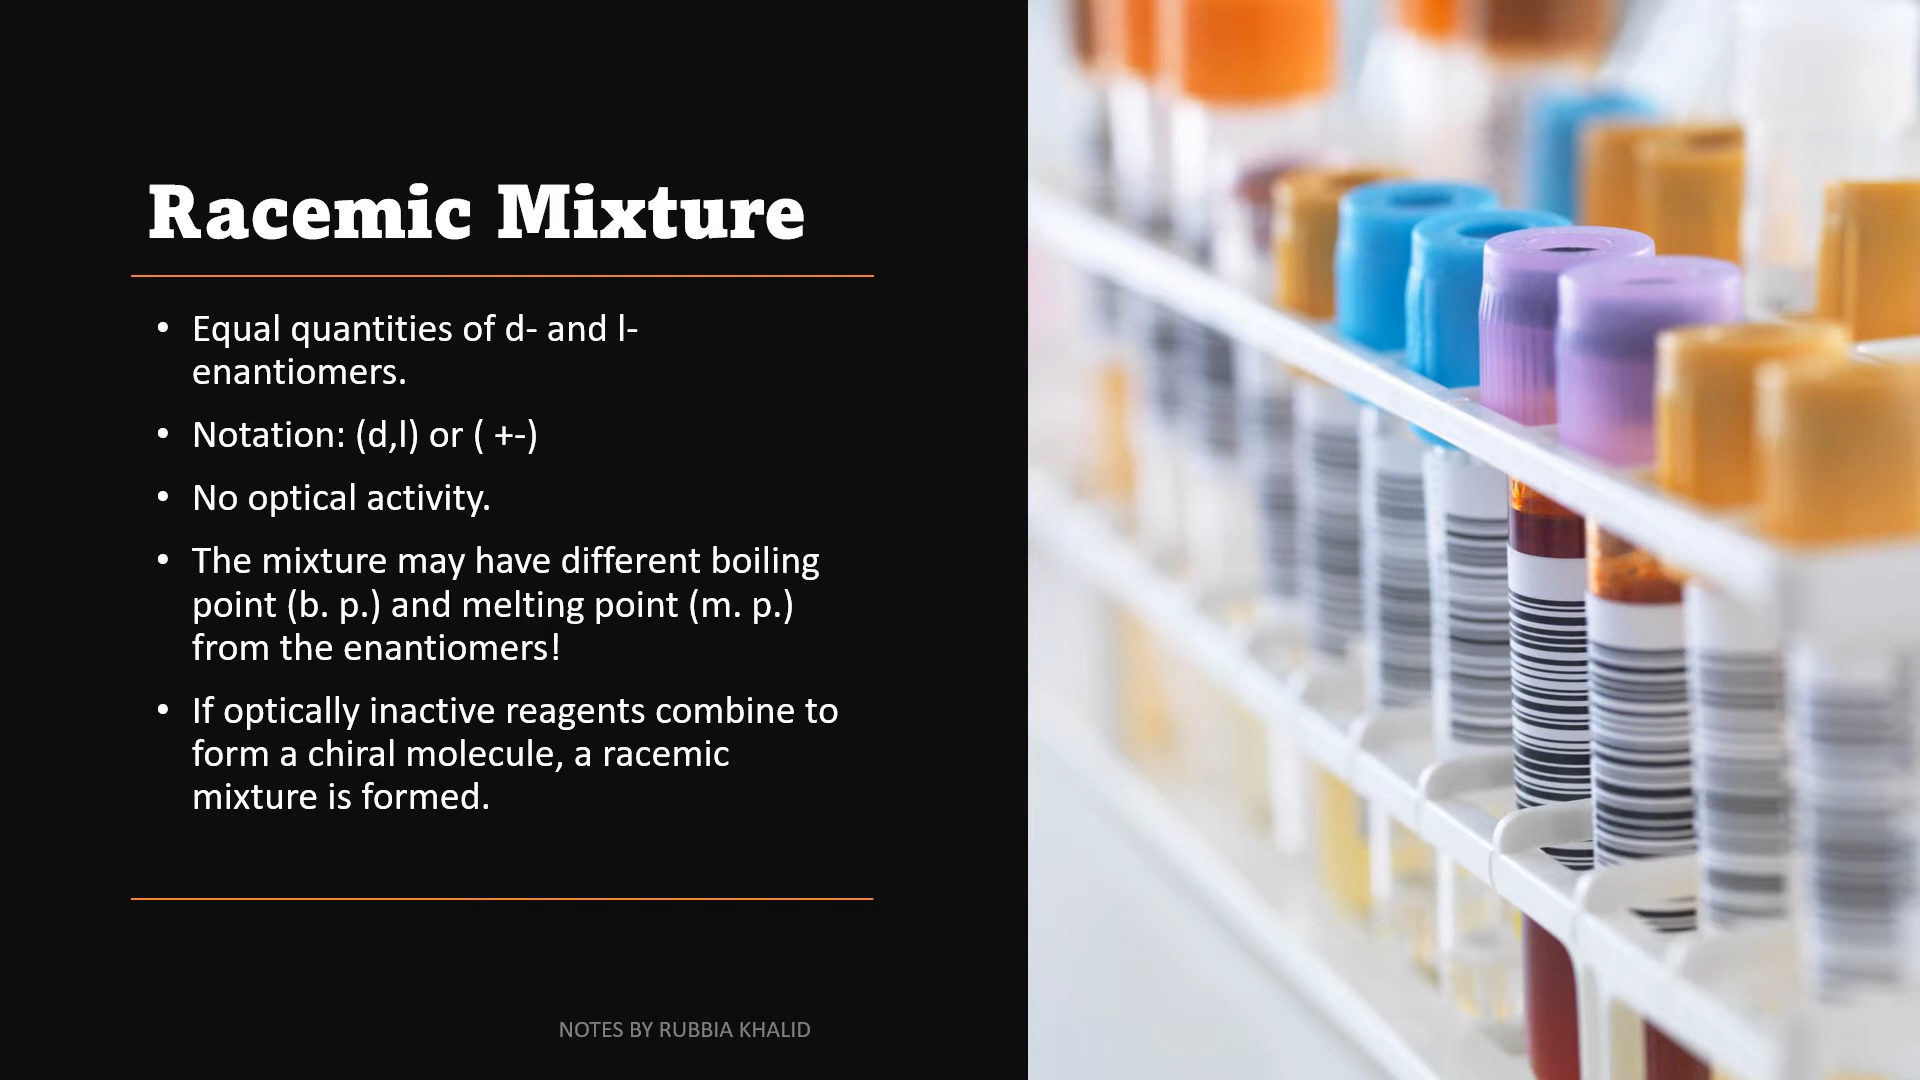 Racemic Mixture
• Equal quantities of d- and l-
enantiomers.
• Notation: (d,l) or ( +-)
• No optical activity.
• The mixture may have different boiling
point (b. p.) and melting point (m. p.)
from the enantiomers!
• If optically inactive reagents combine to
form a chiral molecule, a racemic
mixture is formed.
NOTES BY RUBBIA KHALID